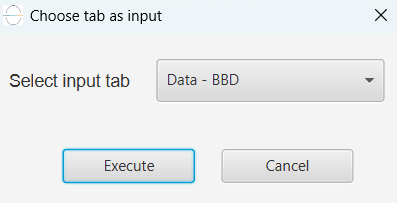 Choose tab as input
Select input tab
Data - BBD
Execute
Cancel